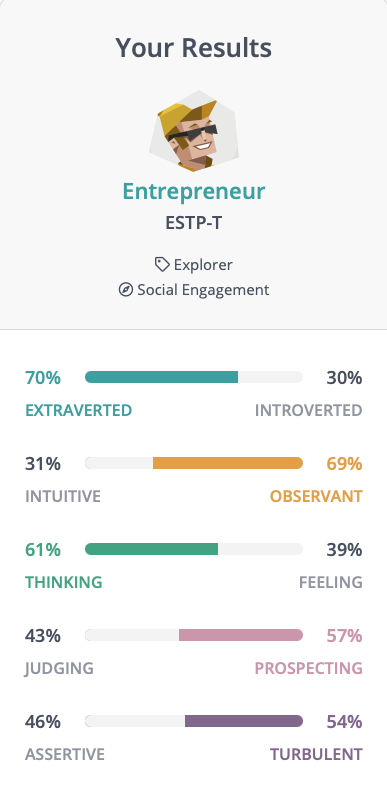 Your Results
Entrepreneur
ESTP-T
Explorer
Social Engagement
70% 30%
EXTRAVERTED INTROVERTED
31% 69%
INTUITIVE OBSERVANT
61% 39%
THINKING FEELING
43% 57%
JUDGING PROSPECTING
46% 54%
ASSERTIVE TURBULENT